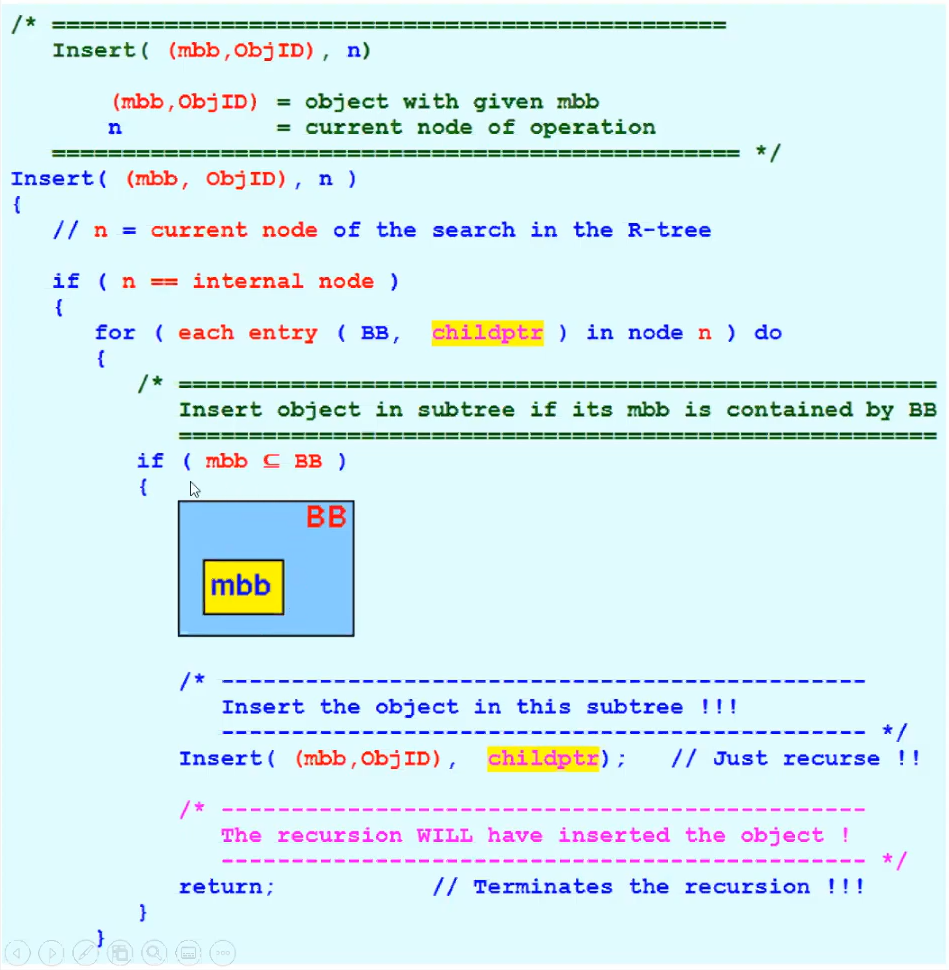 /* ================================================
Insert( (mbb,ObjID), n)
(mbb,ObjID) = object with given mbb
n = current node of operation
================================================= */
Insert( (mbb, ObjID), n )
{
// n = current node of the search in the R-tree
if ( n == internal node )
{
for ( each entry ( BB, childptr ) in node n ) do
{
/* ======================================================
Insert object in subtree if its mbb is contained by BB
======================================================
if ( mbb ⊆ BB )
{
BB
mbb
/* ----------------------------------------------
Insert the object in this subtree !!!
---------------------------------------------- */
Insert( (mbb,ObjID), childptr); // Just recurse !!
/* ----------------------------------------------
The recursion WILL have inserted the object !
---------------------------------------------- */
return; // Terminates the recursion !!!
}
}